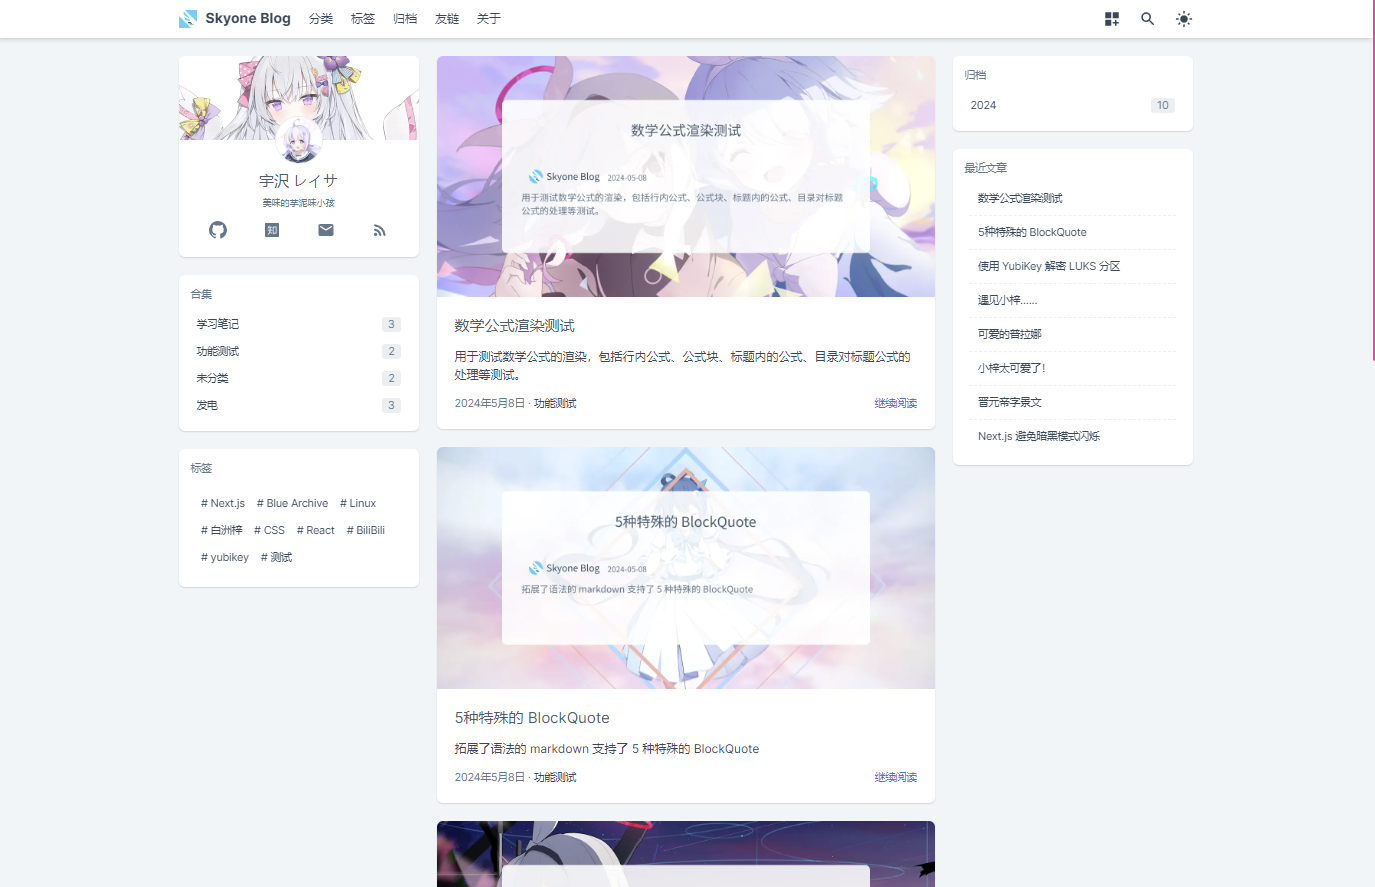 Skyone Blog 分类 标签 归档 友链 关于
宇沢 レイサ
美味的芋泥味小孩
知
合集
学习笔记 3
功能测试 2
未分类 2
发电 3
标签
# Next.js # Blue Archive # Linux
# 白洲梓 # CSS # React # BiliBili
# yubikey # 测试
数学公式渲染测试
Skyone Blog 2024-05-08
用于测试数学公式的渲染，包括行内公式、公式块、标题内的公式、目录对标题
公式的处理等测试。
数学公式渲染测试
用于测试数学公式的渲染，包括行内公式、公式块、标题内的公式、目录对标题公式的
处理等测试。
2024年5月8日 · 功能测试 继续阅读
5种特殊的 BlockQuote
Skyone Blog 2024-05-08
拓展了语法的 markdown 支持了 5 种特殊的 BlockQuote
5种特殊的 BlockQuote
拓展了语法的 markdown 支持了 5 种特殊的 BlockQuote
2024年5月8日 · 功能测试 继续阅读
归档
2024 10
最近文章
数学公式渲染测试
5种特殊的 BlockQuote
使用 YubiKey 解密 LUKS 分区
遇见小梓……
可爱的普拉娜
小梓太可爱了！
晋元帝字景文
Next.js 避免暗黑模式闪烁